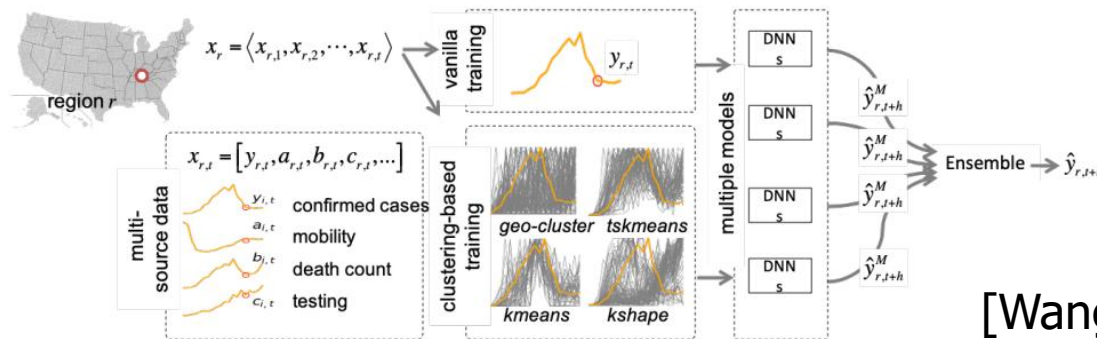 region r
x_r = ⟨x_{r,1}, x_{r,2}, ⋯, x_{r,t}⟩
vanilla
training
y_{r,t}
multi-
source data
x_{r,t} = [y_{r,t}, a_{r,t}, b_{r,t}, c_{r,t}, ...]
y_{i,t} confirmed cases
a_{i,t} mobility
b_{i,t} death count
c_{i,t} testing
clustering-based
training
geo-cluster tskmeans
kmeans kshape
multiple models
DNN
s
DNN
s
DNN
s
DNN
s
ŷ^M_{r,t+h}
ŷ^M_{r,t+h}
ŷ^M_{r,t+h}
ŷ^M_{r,t+h}
Ensemble
[Wang